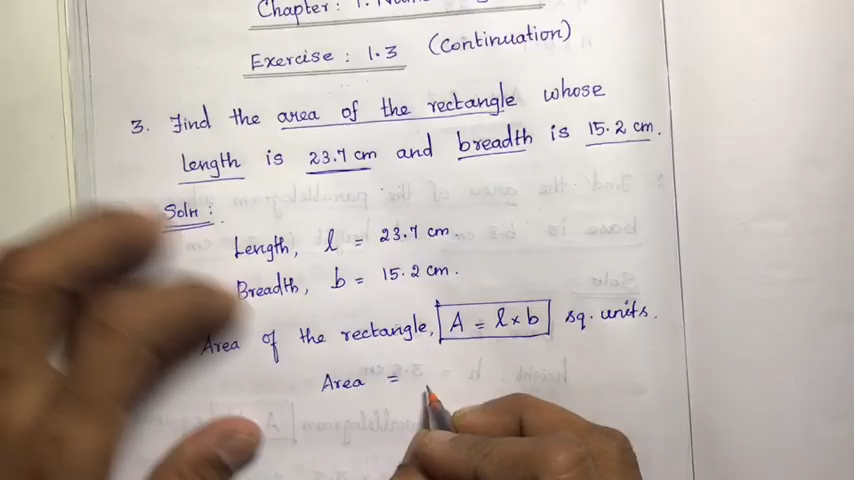 Chapter: 1.
Exercise : 1.3 (Continuation)
3. Find the area of the rectangle whose
length is 23.7 cm and breadth is 15.2 cm.
Soln :
Length, l = 23.7 cm.
Breadth, b = 15.2 cm.
Area of the rectangle, A = l x b sq. units.
Area =